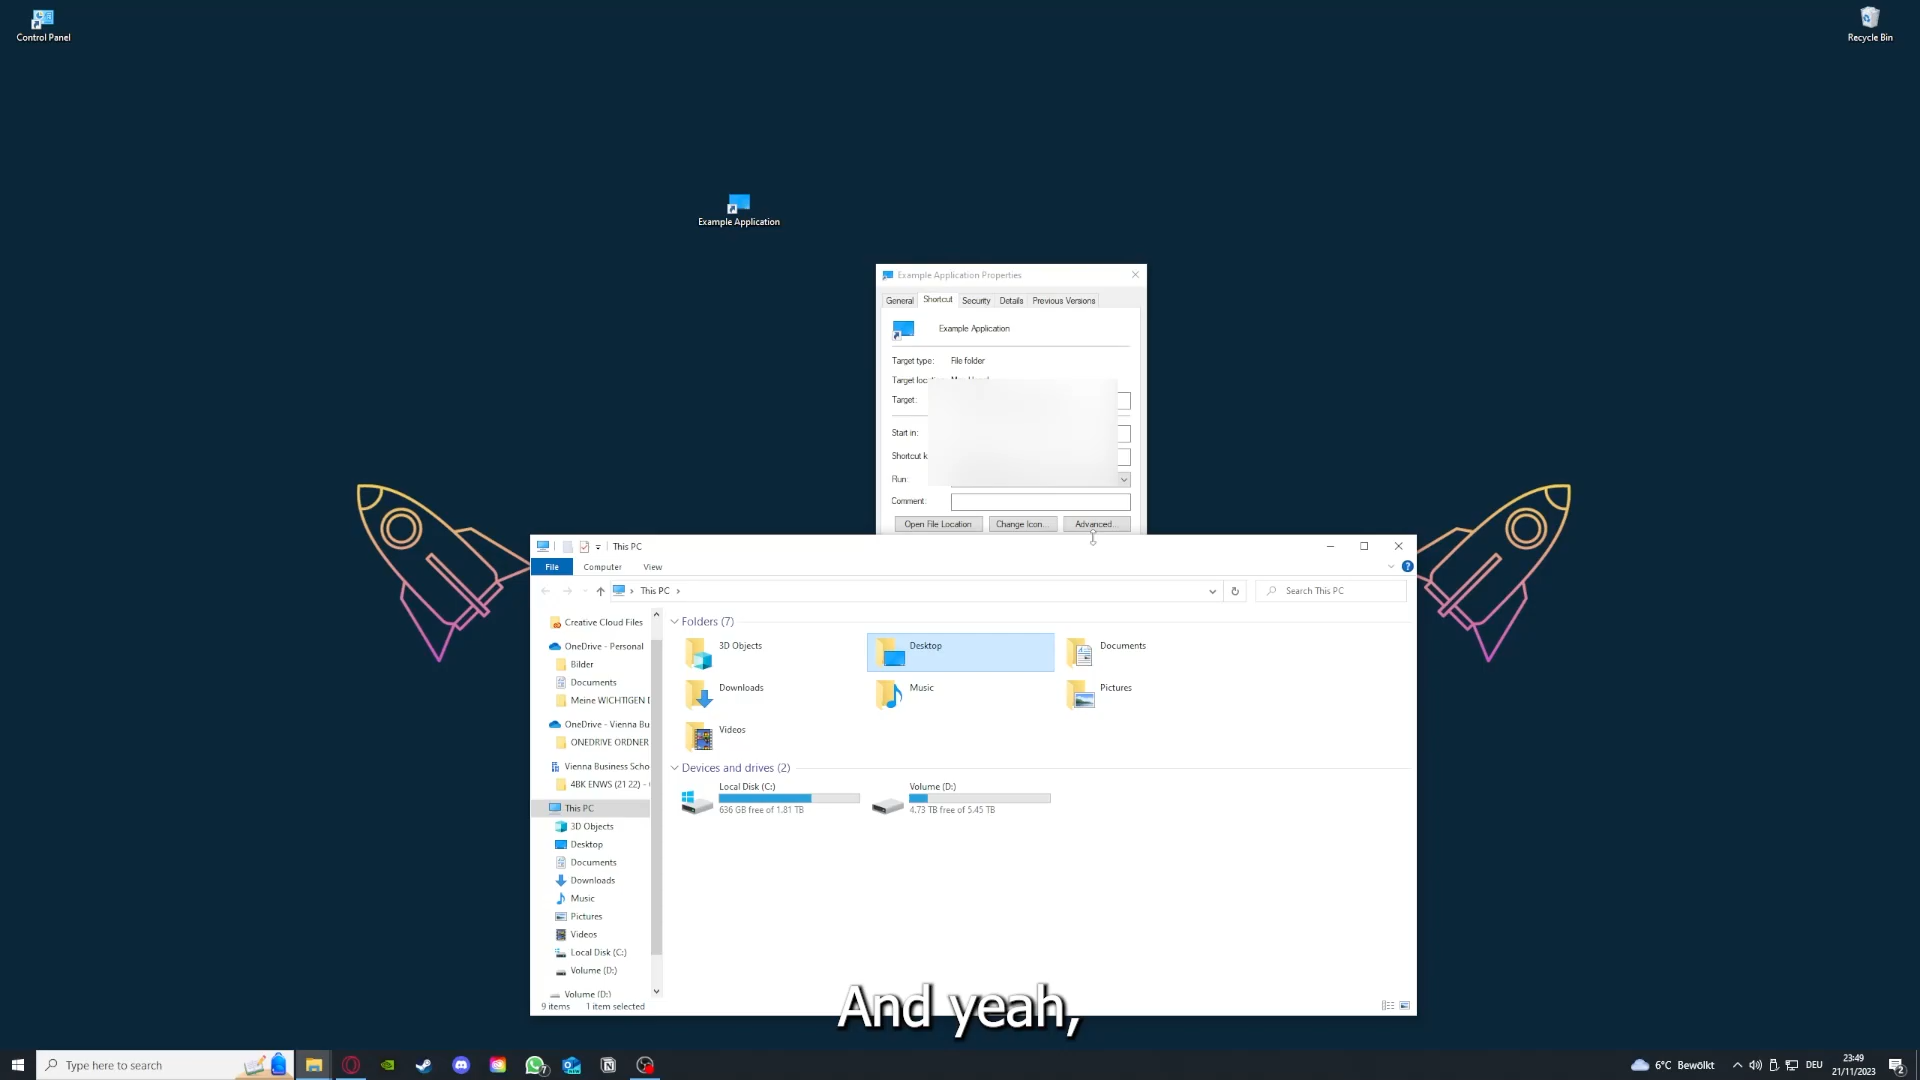 Control Panel
Recycle Bin
Example Application
Example Application Properties
General Shortcut Security Details Previous Versions
Example Application
Target type: File folder
Target
Target:
Start in:
Shortcut
Run:
Comment:
Open File Location Change Icon... Advanced...
This PC
File Computer View
This PC
Search This PC
Creative Cloud Files
OneDrive - Personal
Bilder
Documents
Meine WICHTIGEN
OneDrive - Vienna Bu
ONEDRIVE ORDNER
Vienna Business Scho
4BK ENWS (21 22) -
This PC
3D Objects
Desktop
Documents
Downloads
Music
Pictures
Videos
Local Disk (C:)
Volume (D:)
Volume (D:)
Folders (7)
3D Objects
Desktop
Documents
Downloads
Music
Pictures
Videos
Devices and drives (2)
Local Disk (C:)
636 GB free of 1.81 TB
Volume (D:)
4.73 TB free of 5.45 TB
9 items 1 item selected
And yeah,
Type here to search
7
6°C Bewölkt
DEU
23:49
21/11/2023
2